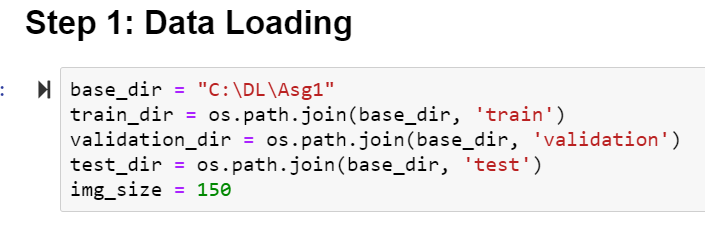 Step 1: Data Loading
:
base_dir = "C:\DL\Asg1"
train_dir = os.path.join(base_dir, 'train')
validation_dir = os.path.join(base_dir, 'validation')
test_dir = os.path.join(base_dir, 'test')
img_size = 150